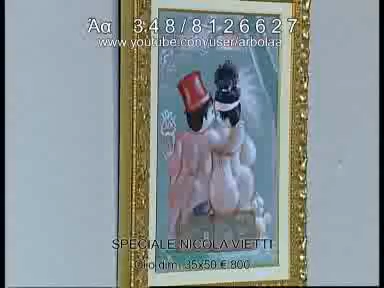 Άα 348/8126627
www.youtube.com/user/arbolaa
SPECIALE NICOLA VIETTI
olio dim. 35x50 € 800